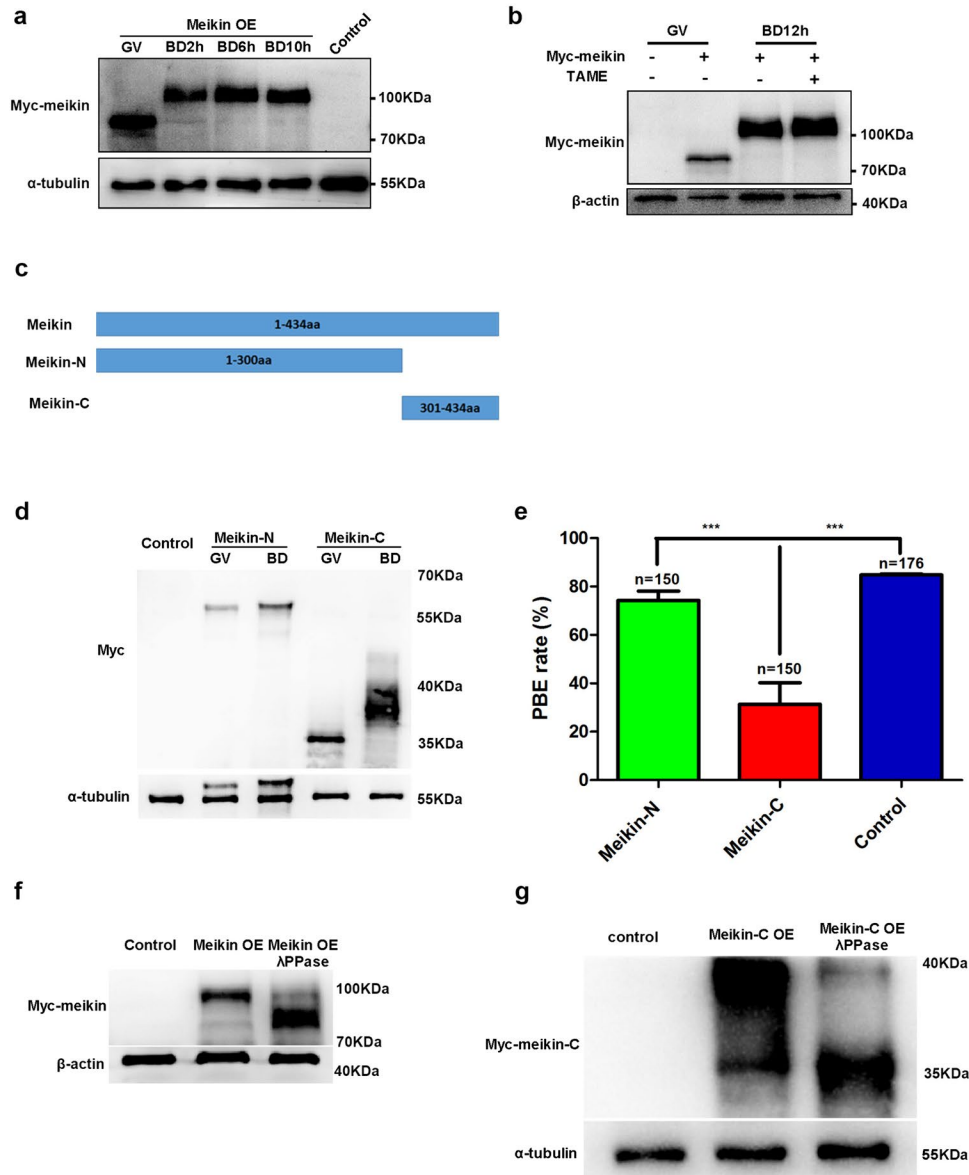 a
Meikin OE
GV BD2h BD6h BD10h Control
Myc-meikin
100KDa
70KDa
α-tubulin
55KDa
b
GV BD12h
Myc-meikin - + + +
TAME - - - +
Myc-meikin
100KDa
70KDa
β-actin
40KDa
c
Meikin 1-434aa
Meikin-N 1-300aa
Meikin-C 301-434aa
d
Control Meikin-N Meikin-C
GV BD GV BD
70KDa
55KDa
Myc
40KDa
35KDa
α-tubulin 55KDa
e
*** ***
100
80
60
40
20
0
PBE rate (%)
n=150
n=150
n=176
Meikin-N
Meikin-C
Control
f
Control Meikin OE Meikin OE
λPPase
100KDa
Myc-meikin
70KDa
β-actin
40KDa
g
control Meikin-C OE Meikin-C OE
λPPase
40KDa
Myc-meikin-C
35KDa
α-tubulin 55KDa